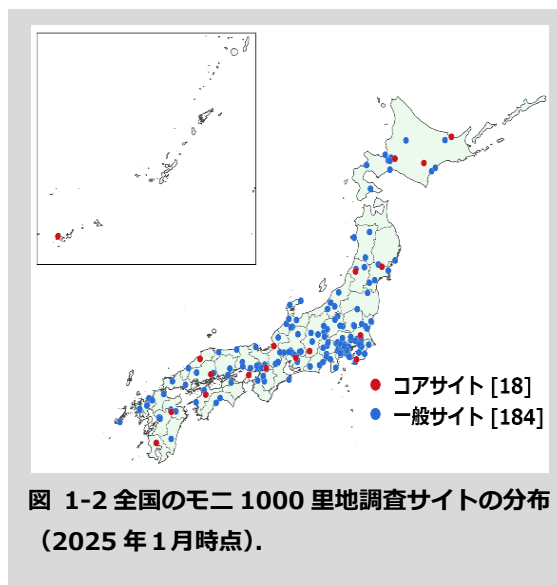 コアサイト [18]
一般サイト [184]
図 1-2 全国のモニ 1000 里地調査サイトの分布
（2025 年１月時点）.